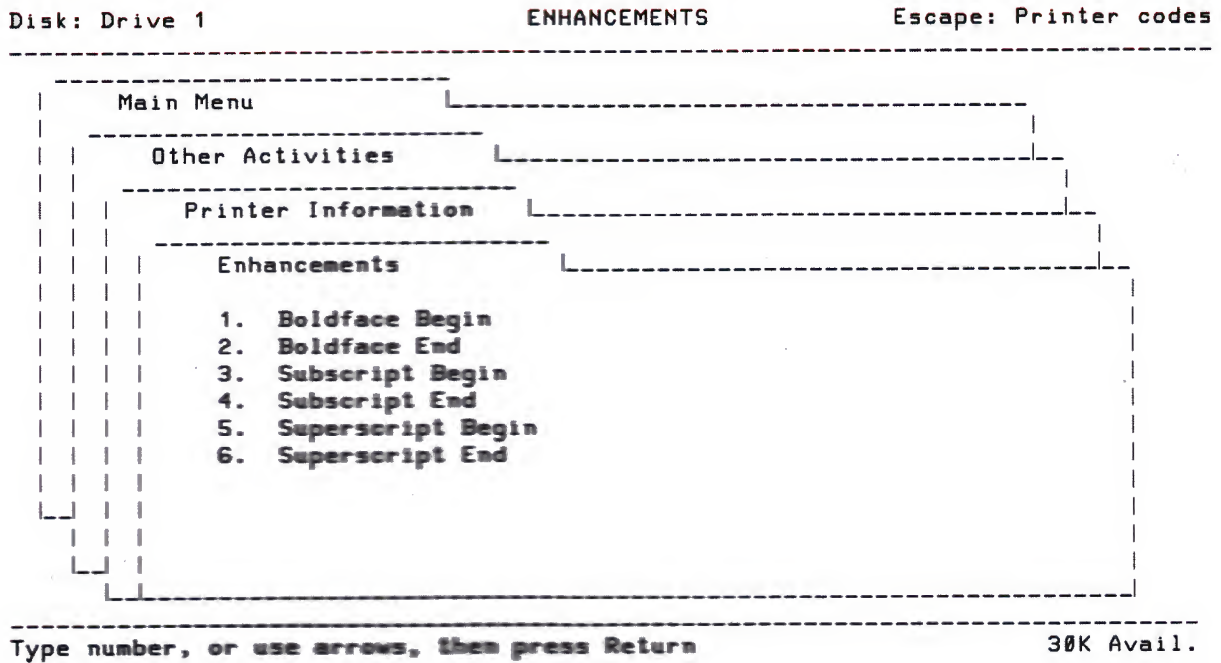 Disk: Drive 1 ENHANCEMENTS Escape: Printer codes
Main Menu
Other Activities
Printer Information
Enhancements
1. Boldface Begin
2. Boldface End
3. Subscript Begin
4. Subscript End
5. Superscript Begin
6. Superscript End
Type number, or use arrows, then press Return 30K Avail.